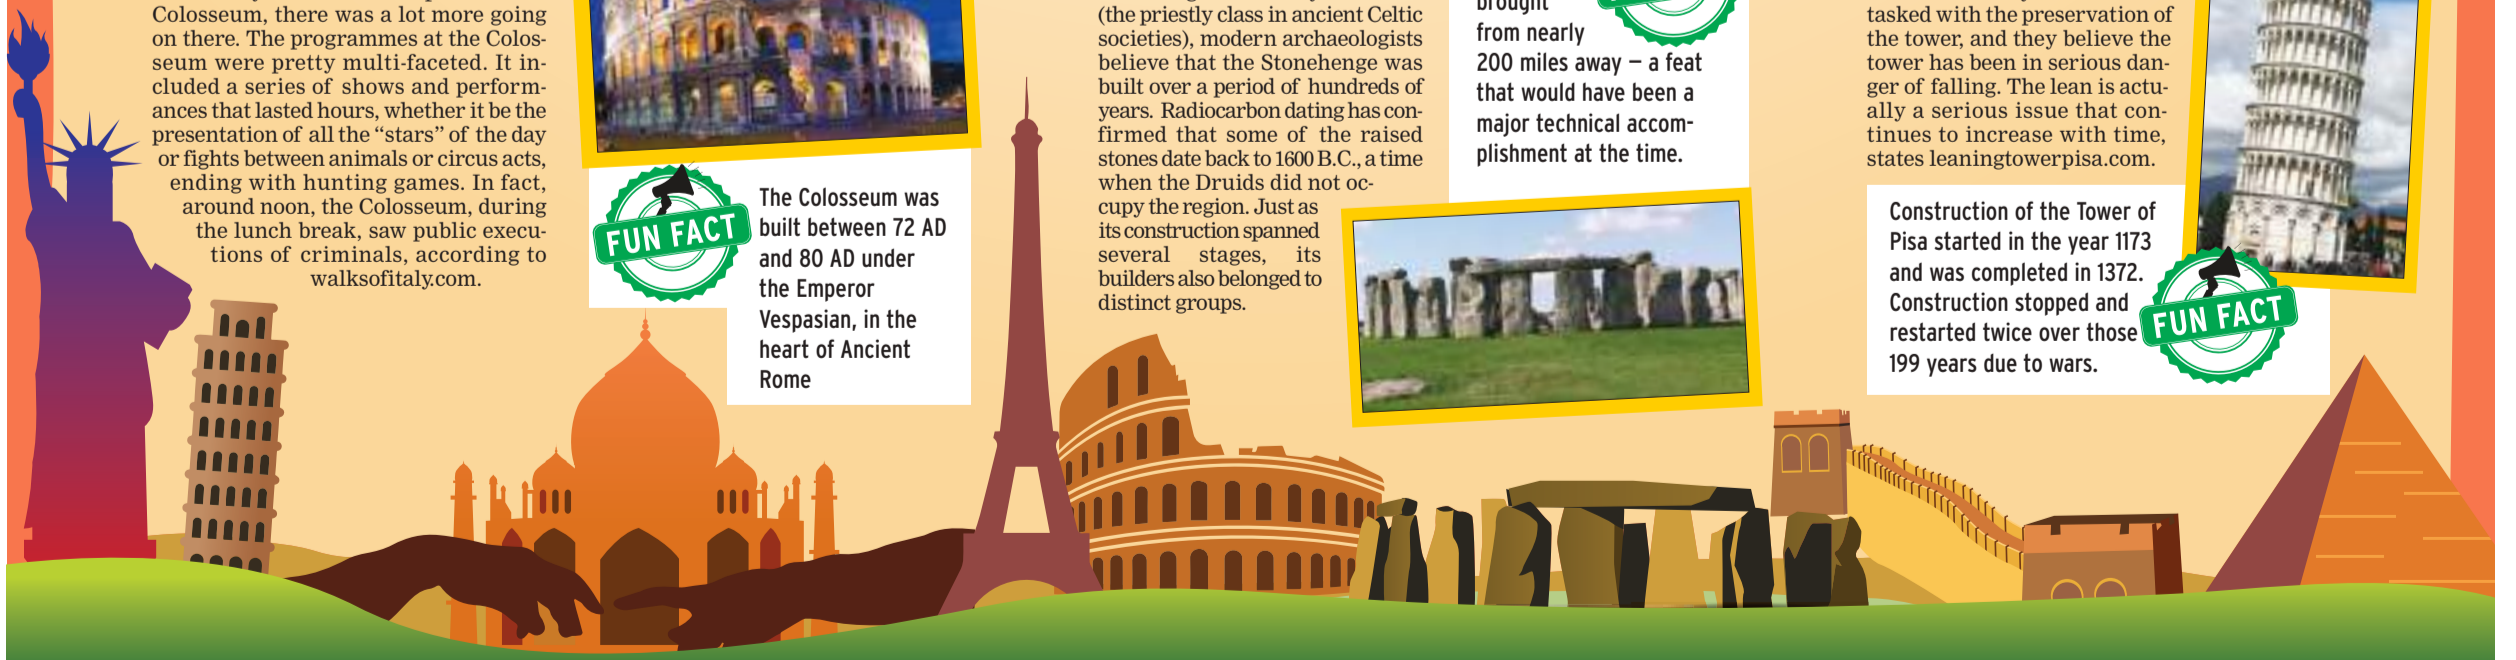 Colosseum, there was a lot more going
on there. The programmes at the Colos-
seum were pretty multi-faceted. It in-
cluded a series of shows and perform-
ances that lasted hours, whether it be the
presentation of all the “stars” of the day
or fights between animals or circus acts,
ending with hunting games. In fact,
around noon, the Colosseum, during
the lunch break, saw public execu-
tions of criminals, according to
walksofitaly.com.
FUN FACT
The Colosseum was
built between 72 AD
and 80 AD under
the Emperor
Vespasian, in the
heart of Ancient
Rome
(the priestly class in ancient Celtic
societies), modern archaeologists
believe that the Stonehenge was
built over a period of hundreds of
years. Radiocarbon dating has con-
firmed that some of the raised
stones date back to 1600 B.C., a time
when the Druids did not oc-
cupy the region. Just as
its construction spanned
several stages, its
builders also belonged to
distinct groups.
brought
from nearly
200 miles away – a feat
that would have been a
major technical accom-
plishment at the time.
tasked with the preservation of
the tower, and they believe the
tower has been in serious dan-
ger of falling. The lean is actu-
ally a serious issue that con-
tinues to increase with time,
states leaningtowerpisa.com.
Construction of the Tower of
Pisa started in the year 1173
and was completed in 1372.
Construction stopped and
restarted twice over those
199 years due to wars.
FUN FACT